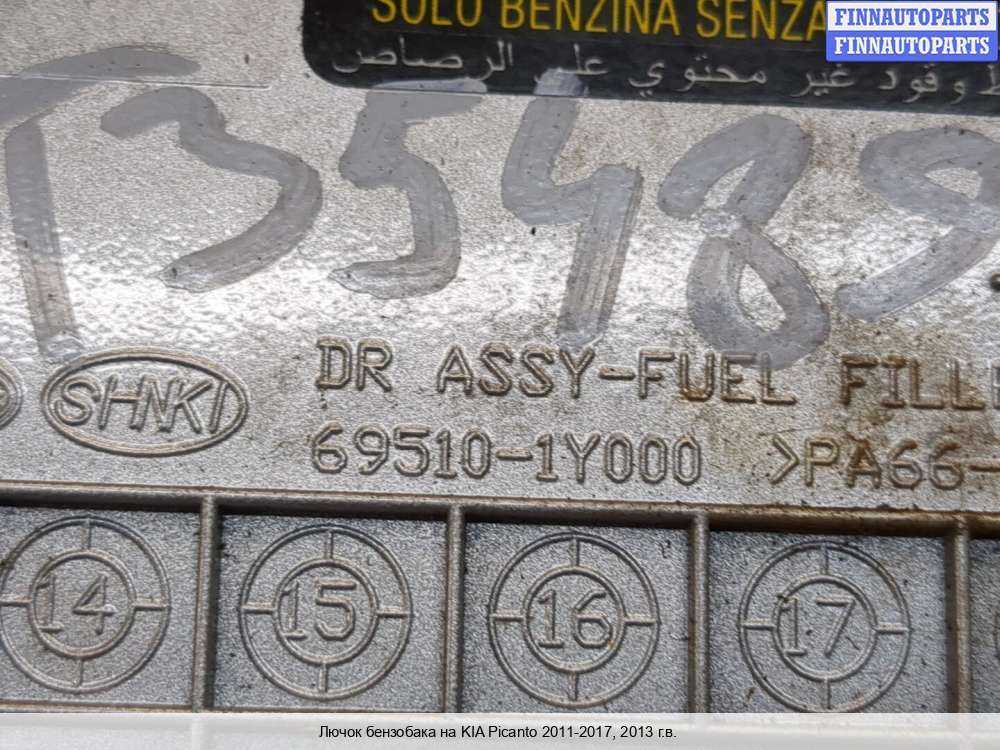 SOLO BENZINA SENZA
FINNAUTOPARTS
FINNAUTOPARTS
وقود غير محتوي على الرصاص
T35489
SHNKI
DR ASSY-FUEL FILLE
69510-1Y000 >PA66-
14 15 16 17
Лючок бензобака на KIA Picanto 2011-2017, 2013 г.в.